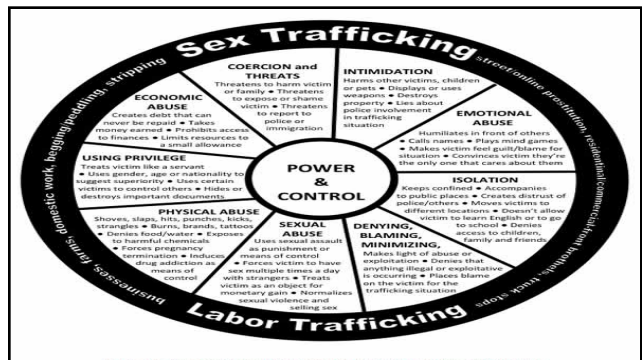 Sex Trafficking
stripping
begging/peddling,
domestic work,
farms,
businesses,
street/online prostitution, residential/commercial-front brothels, truck stops
Labor Trafficking
POWER
&
CONTROL
COERCION and
THREATS
Threatens to harm victim
or family • Threatens
to expose or shame
victim • Threatens
to report to
police or
immigration
INTIMIDATION
Harms other victims, children
or pets • Displays or uses
weapons • Destroys
property • Lies about
police involvement
in trafficking
situation
EMOTIONAL
ABUSE
Humiliates in front of others
• Calls names • Plays mind games
• Makes victim feel guilt/blame for
situation • Convinces victim they're
the only one that cares about them
ISOLATION
Keeps confined • Accompanies
to public places • Creates distrust of
police/others • Moves victims to
different locations • Doesn't allow
victim to learn English or to go
to school • Denies
access to children,
family and friends
DENYING,
BLAMING,
MINIMIZING,
Makes light of abuse or
exploitation • Denies that
anything illegal or exploitative
is occurring • Places blame
on the victim for the
trafficking situation
SEXUAL
ABUSE
Uses sexual assault
as punishment or
means of control
• Forces victim to have
sex multiple times a day
with strangers • Treats
victim as an object for
monetary gain • Normalizes
sexual violence and
selling sex
PHYSICAL ABUSE
Shoves, slaps, hits, punches, kicks,
strangles • Burns, brands, tattoos
• Denies food/water • Exposes
to harmful chemicals
• Forces pregnancy
termination • Induces
drug addiction as
means of
control
USING PRIVILEGE
Treats victim like a servant
• Uses gender, age or nationality to
suggest superiority • Uses certain
victims to control others • Hides or
destroys important documents
ECONOMIC
ABUSE
Creates debt that can
never be repaid • Takes
money earned • Prohibits access
to finances • Limits resources to
a small allowance